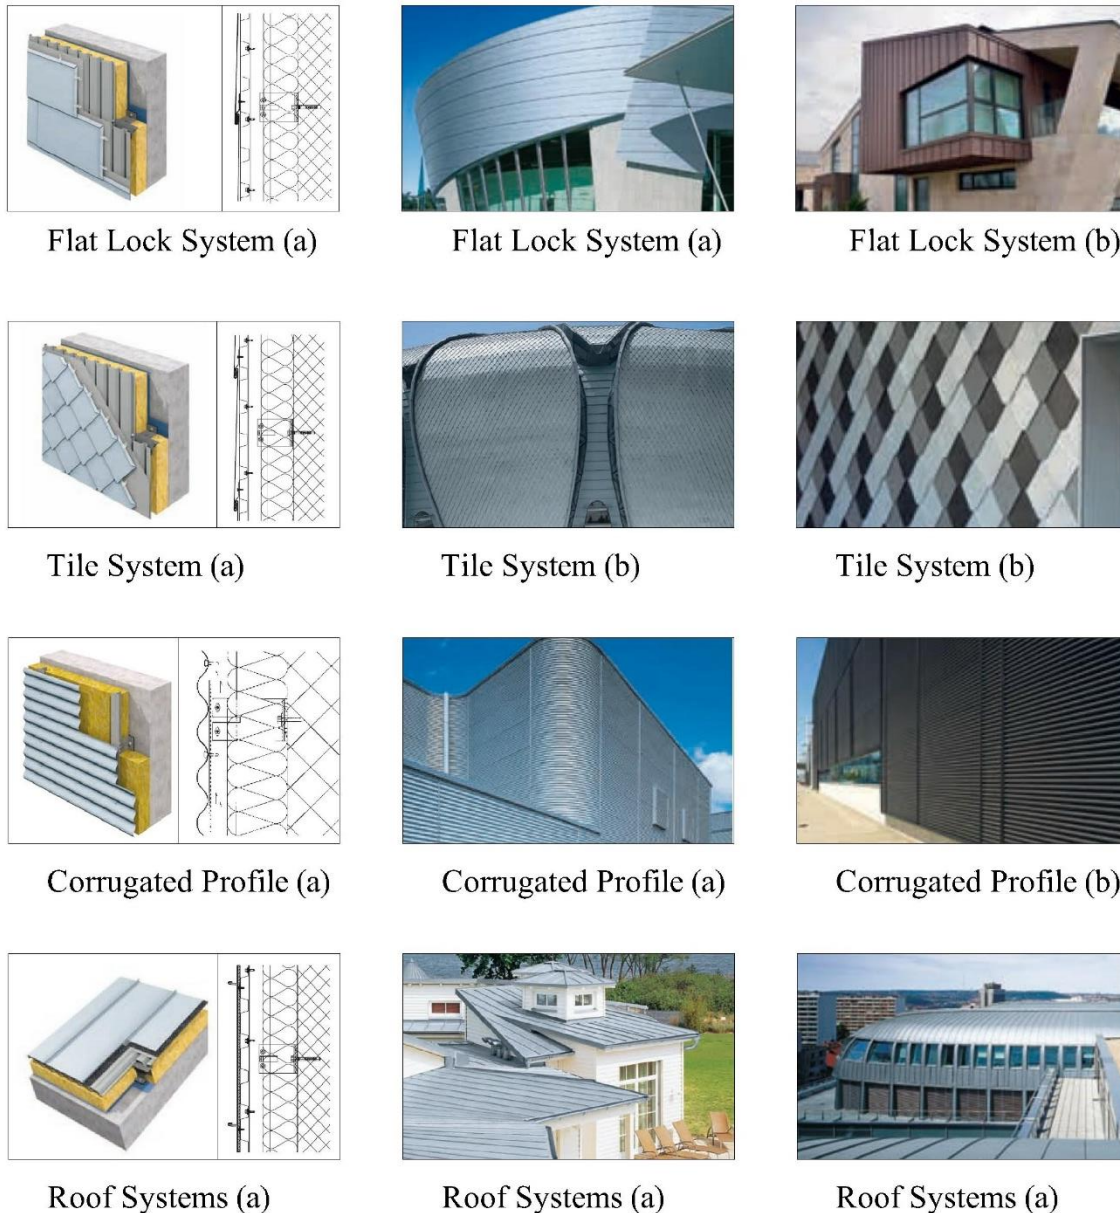 Flat Lock System (a)
Flat Lock System (a)
Flat Lock System (b)
Tile System (a)
Tile System (b)
Tile System (b)
Corrugated Profile (a)
Corrugated Profile (a)
Corrugated Profile (b)
Roof Systems (a)
Roof Systems (a)
Roof Systems (a)